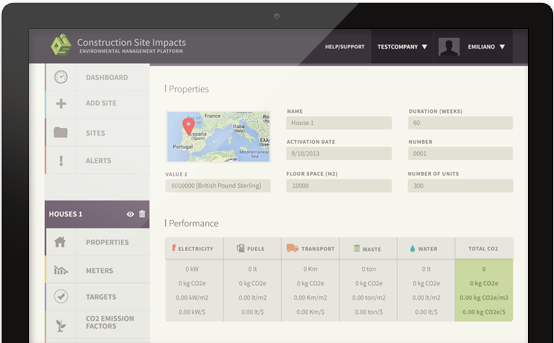 Construction Site Impacts
ENVIRONMENTAL MANAGEMENT PLATFORM
HELP/SUPPORT
TESTCOMPANY
EMILIANO
DASHBOARD
ADD SITE
SITES
ALERTS
HOUSES 1
PROPERTIES
METERS
TARGETS
CO2 EMISSION
FACTORS
Properties
France
Italy
(Italia)
Spain
(España)
Portugal
Mediterranean
NAME
House 1
DURATION (WEEKS)
60
ACTIVATION DATE
9/10/2013
NUMBER
0001
VALUE £
[British Pound Sterling]
FLOOR SPACE (M2)
10000
NUMBER OF UNITS
300
Performance
ELECTRICITY FUELS TRANSPORT WASTE WATER TOTAL CO2
0 kW 0 lt 0 Km 0 ton 0 lt 0
0 kg CO2e 0 kg CO2e 0 kg CO2e 0 kg CO2e 0 kg CO2e 0 kg CO2e
0.00 kW/m2 0.00 lt/m2 0.00 Km/m2 0.00 ton/m2 0.00 lt/m2 0.00 kg CO2e/m2
0.00 kW/$ 0.00 lt/$ 0.00 Km/$ 0.00 ton/$ 0.00 lt/$ 0.00 kg CO2e/$